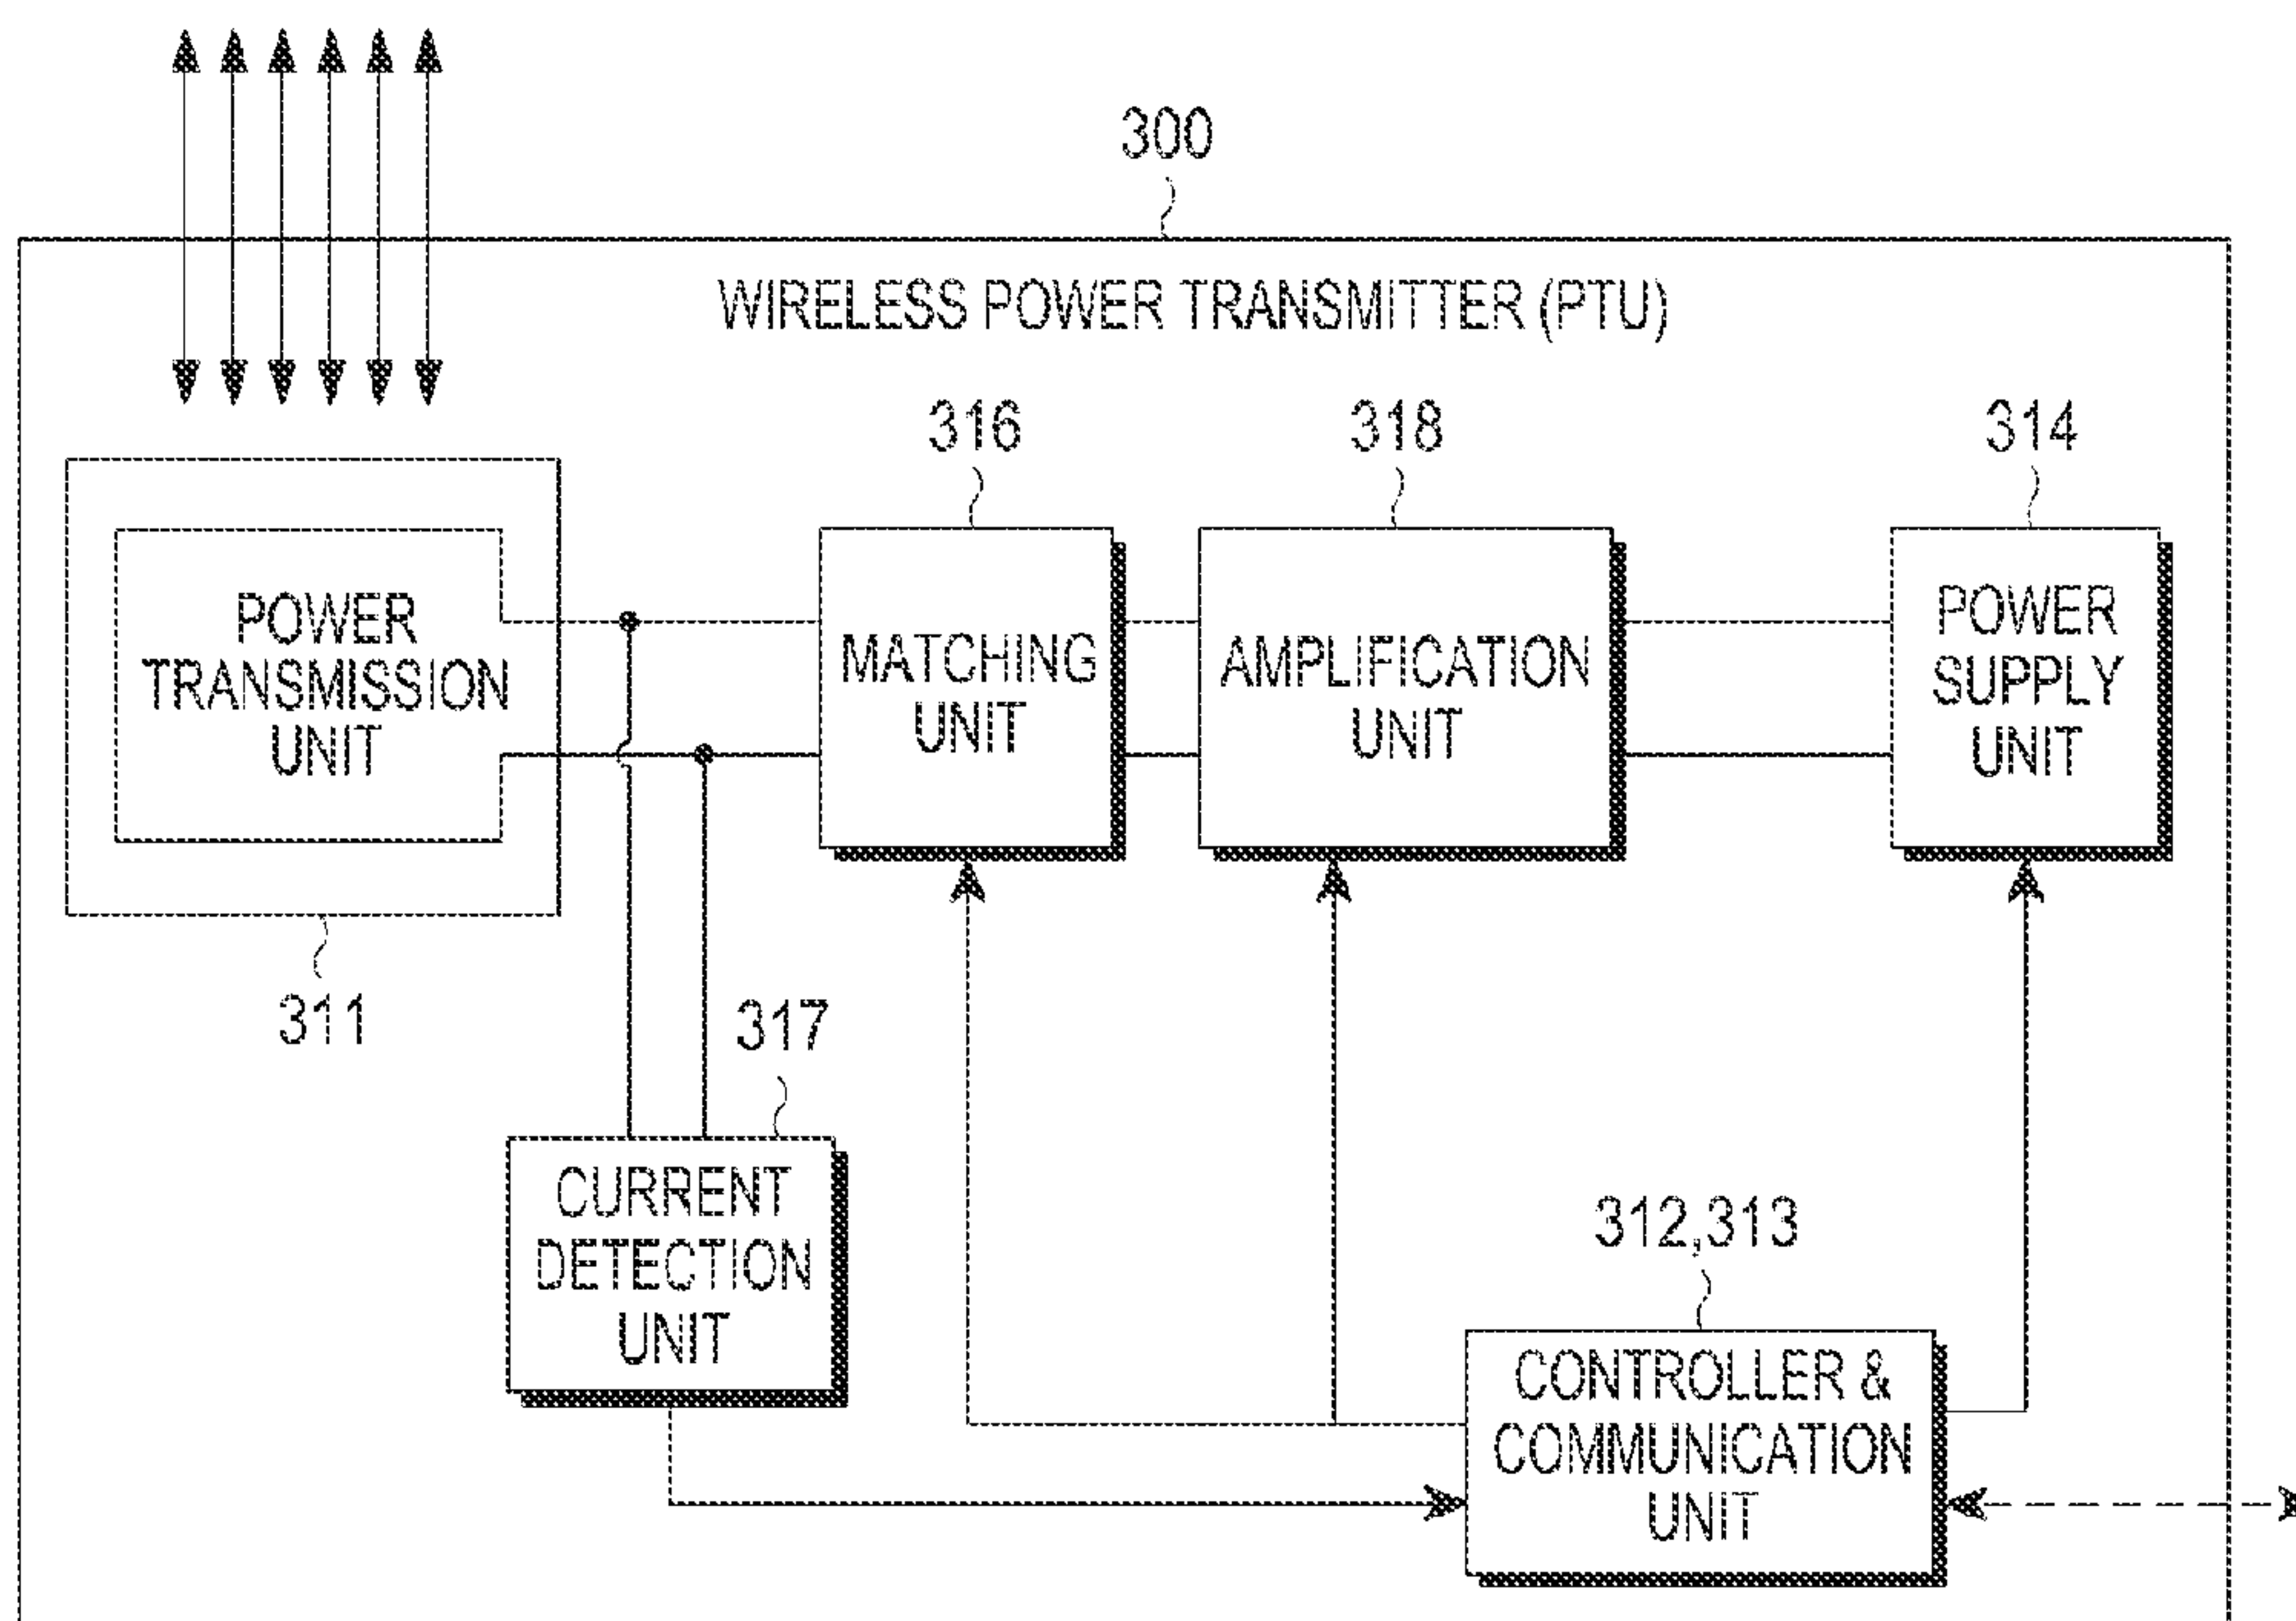 300
WIRELESS POWER TRANSMITTER (PTU)
316
318
314
POWER
TRANSMISSION
UNIT
MATCHING
UNIT
AMPLIFICATION
UNIT
POWER
SUPPLY
UNIT
311
317
CURRENT
DETECTION
UNIT
312,313
CONTROLLER &
COMMUNICATION
UNIT